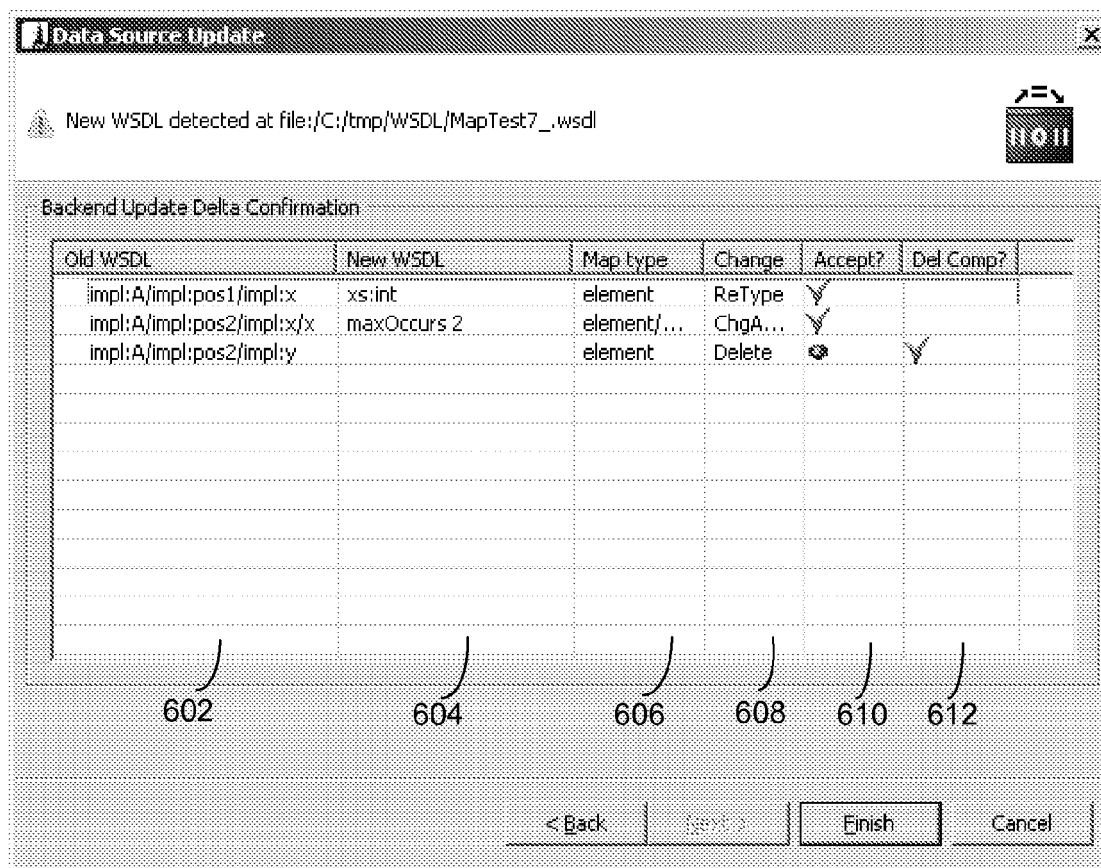 Data Source Update
New WSDL detected at file:/C:/tmp/WSDL/MapTest7_.wsdl
Backend Update Delta Confirmation
Old WSDL New WSDL Map type Change Accept? Del Comp?
impl:A/impl:pos1/impl:x xs:int element ReType
impl:A/impl:pos2/impl:x/x maxOccurs 2 element/... ChgA...
impl:A/impl:pos2/impl:y element Delete
602 604 606 608 610 612
< Back Next > Finish Cancel